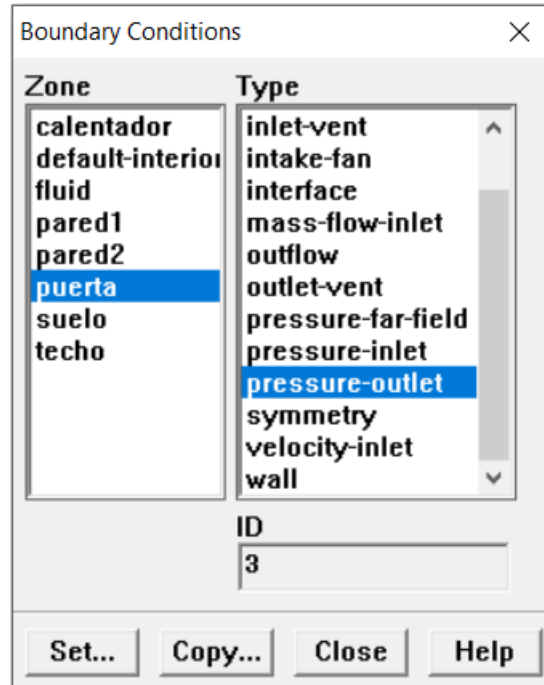 Boundary Conditions
Zone
calentador
default-interior
fluid
pared1
pared2
puerta
suelo
techo
Type
inlet-vent
intake-fan
interface
mass-flow-inlet
outflow
outlet-vent
pressure-far-field
pressure-inlet
pressure-outlet
symmetry
velocity-inlet
wall
ID
3
Set... Copy... Close Help